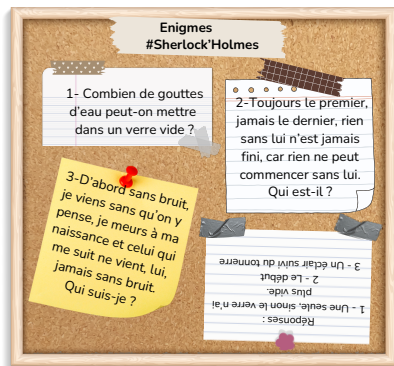 Enigmes
#Sherlock'Holmes
1- Combien de gouttes
d'eau peut-on mettre
dans un verre vide ?
2-Toujours le premier,
jamais le dernier, rien
sans lui n'est jamais
fini, car rien ne peut
commencer sans lui.
Qui est-il ?
3-D'abord sans bruit,
je viens sans qu'on y
pense, je meurs à ma
naissance et celui qui
me suit ne vient, lui,
jamais sans bruit.
Qui suis-je ?
Réponses :
1 - Une seule, sinon le verre n'ai
plus vide.
2 - Le début
3 - Un éclair suivi du tonnerre